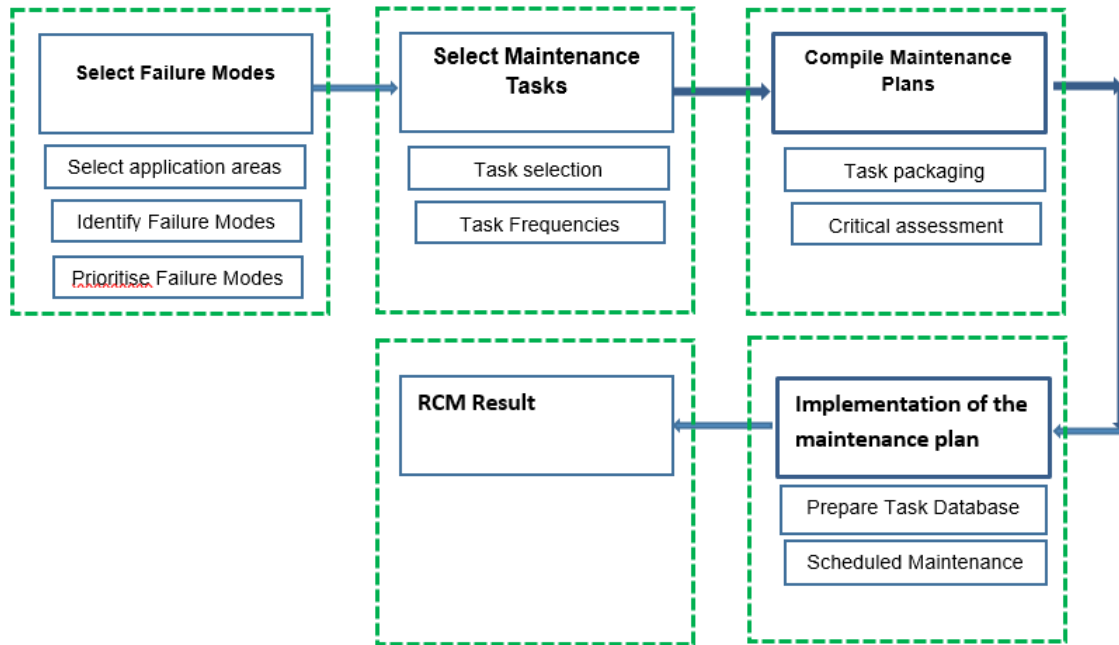 Select Failure Modes
Select application areas
Identify Failure Modes
Prioritise Failure Modes
Select Maintenance
Tasks
Task selection
Task Frequencies
Compile Maintenance
Plans
Task packaging
Critical assessment
Implementation of the
maintenance plan
Prepare Task Database
Scheduled Maintenance
RCM Result